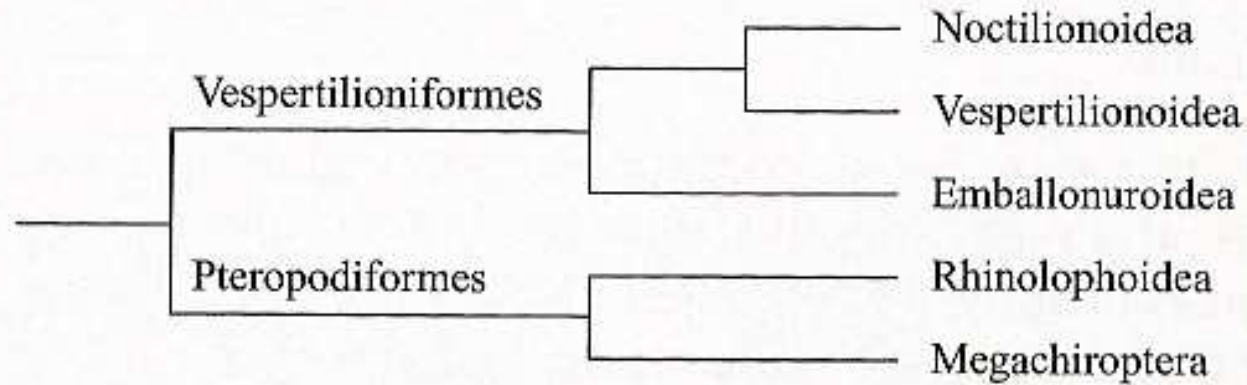 Noctilionoidea
Vespertilioniformes
Vespertilionoidea
Emballonuroidea
Pteropodiformes
Rhinolophoidea
Megachiroptera